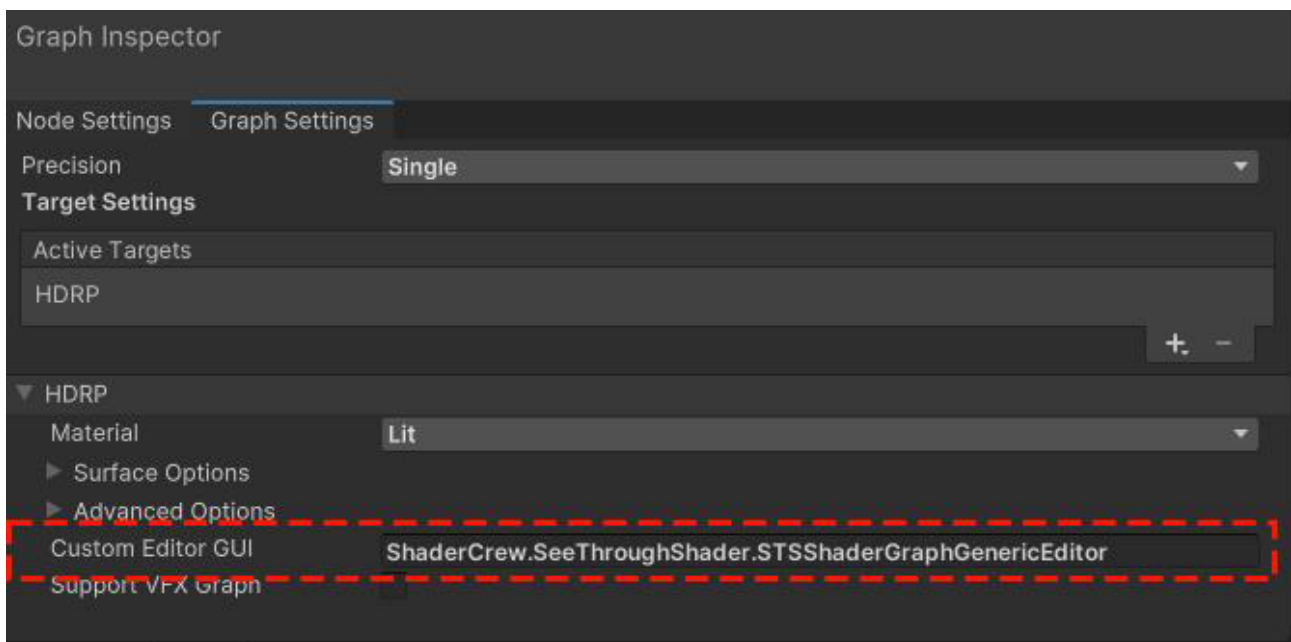 Graph Inspector
Node Settings Graph Settings
Precision Single
Target Settings
Active Targets
HDRP
HDRP
Material Lit
Surface Options
Advanced Options
Custom Editor GUI ShaderCrew.SeeThroughShader.STSShaderGraphGenericEditor
Support VFX Graph